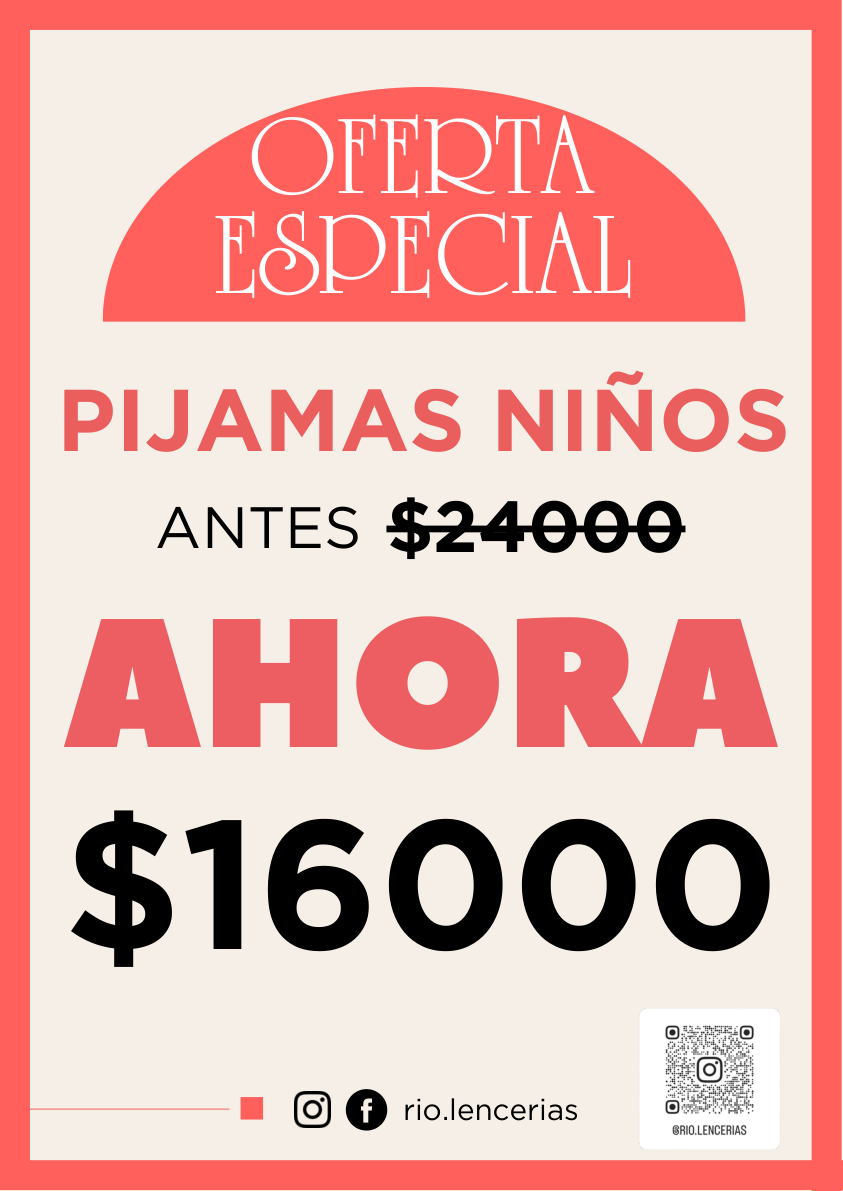 OFERTA
ESPECIAL
PIJAMAS NIÑOS
ANTES $24000
AHORA
$16000
rio.lencerias
@RIO.LENCERIAS